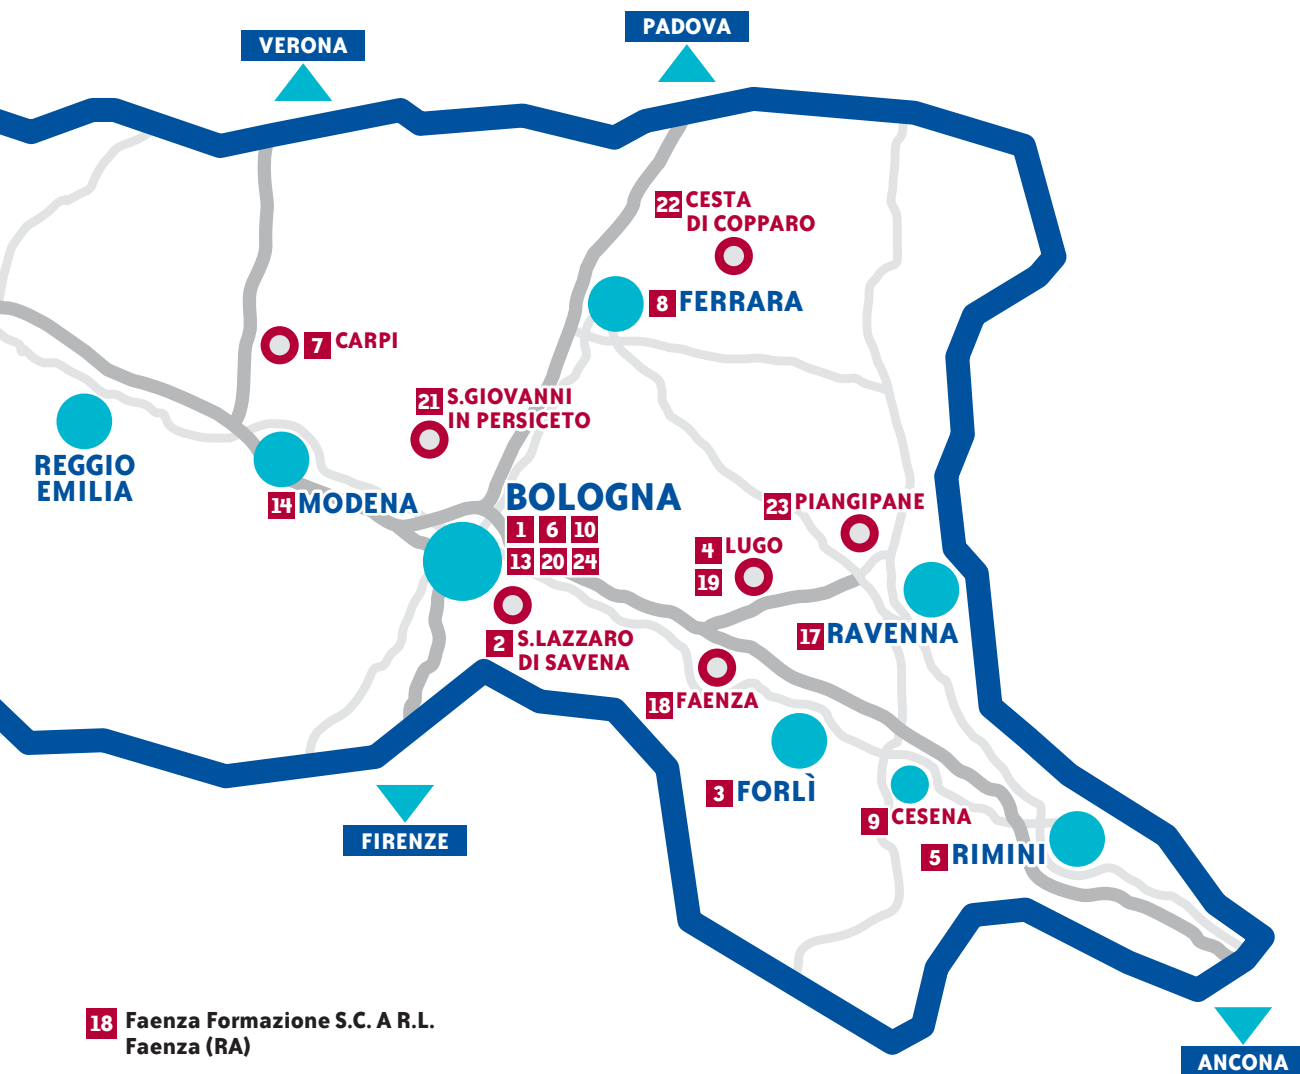 PADOVA
VERONA
22 CESTA
DI COPPARO
8 FERRARA
7 CARPI
21 S.GIOVANNI
IN PERSICETO
REGGIO
EMILIA
14 MODENA
BOLOGNA
1 6 10
13 20 24
23 PIANGIPANE
4 LUGO
19
2 S.LAZZARO
DI SAVENA
17 RAVENNA
18 FAENZA
3 FORLÌ
9 CESENA
5 RIMINI
FIRENZE
18 Faenza Formazione S.C. A R.L.
Faenza (RA)
ANCONA